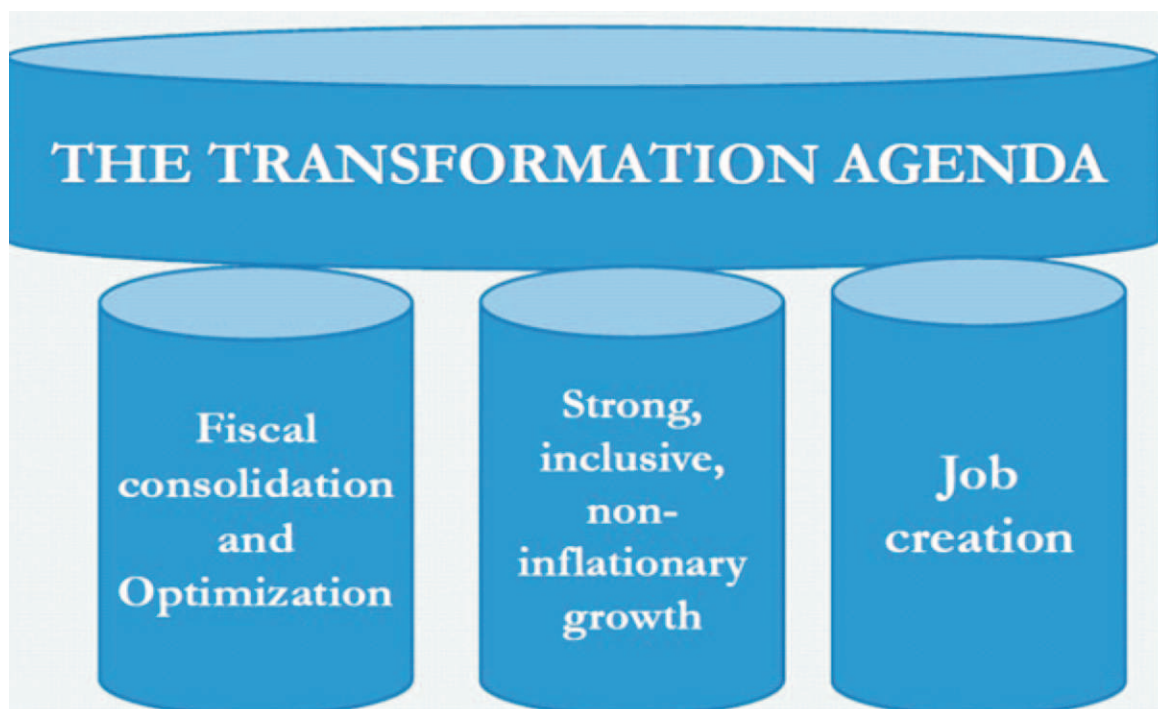 THE TRANSFORMATION AGENDA
Fiscal
consolidation
and
Optimization
Strong,
inclusive,
non-
inflationary
growth
Job
creation